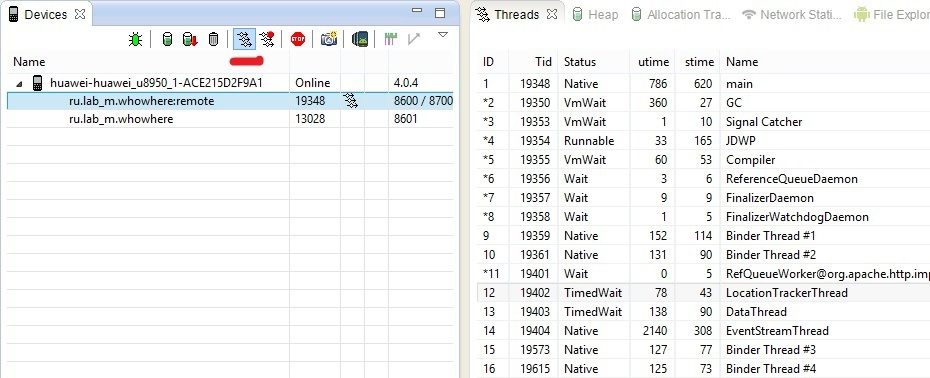 Devices
Name
huawei-huawei_u8950_1-ACE215D2F9A1 Online 4.0.4
ru.lab_m.whowhere:remote 19348 8600 / 8700
ru.lab_m.whowhere 13028 8601
Threads Heap Allocation Tra... Network Stati... File Explor
ID Tid Status utime stime Name
1 19348 Native 786 620 main
*2 19350 VmWait 360 27 GC
*3 19353 VmWait 1 10 Signal Catcher
*4 19354 Runnable 33 165 JDWP
*5 19355 VmWait 60 53 Compiler
*6 19356 Wait 3 6 ReferenceQueueDaemon
*7 19357 Wait 9 9 FinalizerDaemon
*8 19358 Wait 1 5 FinalizerWatchdogDaemon
9 19359 Native 152 114 Binder Thread #1
10 19361 Native 131 90 Binder Thread #2
*11 19401 Wait 0 5 RefQueueWorker@org.apache.http.imp
12 19402 TimedWait 78 43 LocationTrackerThread
13 19403 TimedWait 138 90 DataThread
14 19404 Native 2140 308 EventStreamThread
15 19573 Native 127 77 Binder Thread #3
16 19615 Native 125 73 Binder Thread #4